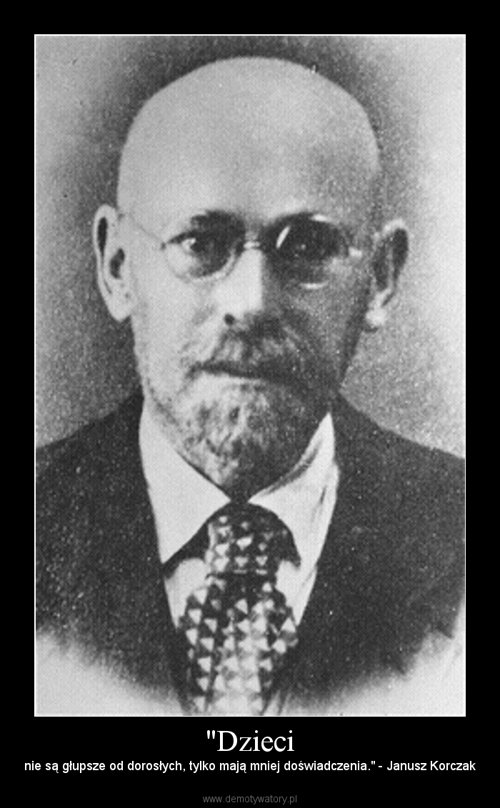 "Dzieci
nie są głupsze od dorosłych, tylko mają mniej doświadczenia." - Janusz Korczak
www.demotywatory.pl